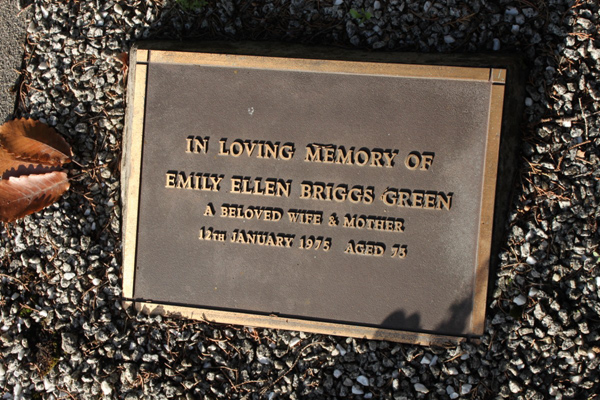 IN LOVING MEMORY OF
EMILY ELLEN BRIGGS GREEN
A BELOVED WIFE & MOTHER
12TH JANUARY 1975 AGED 75